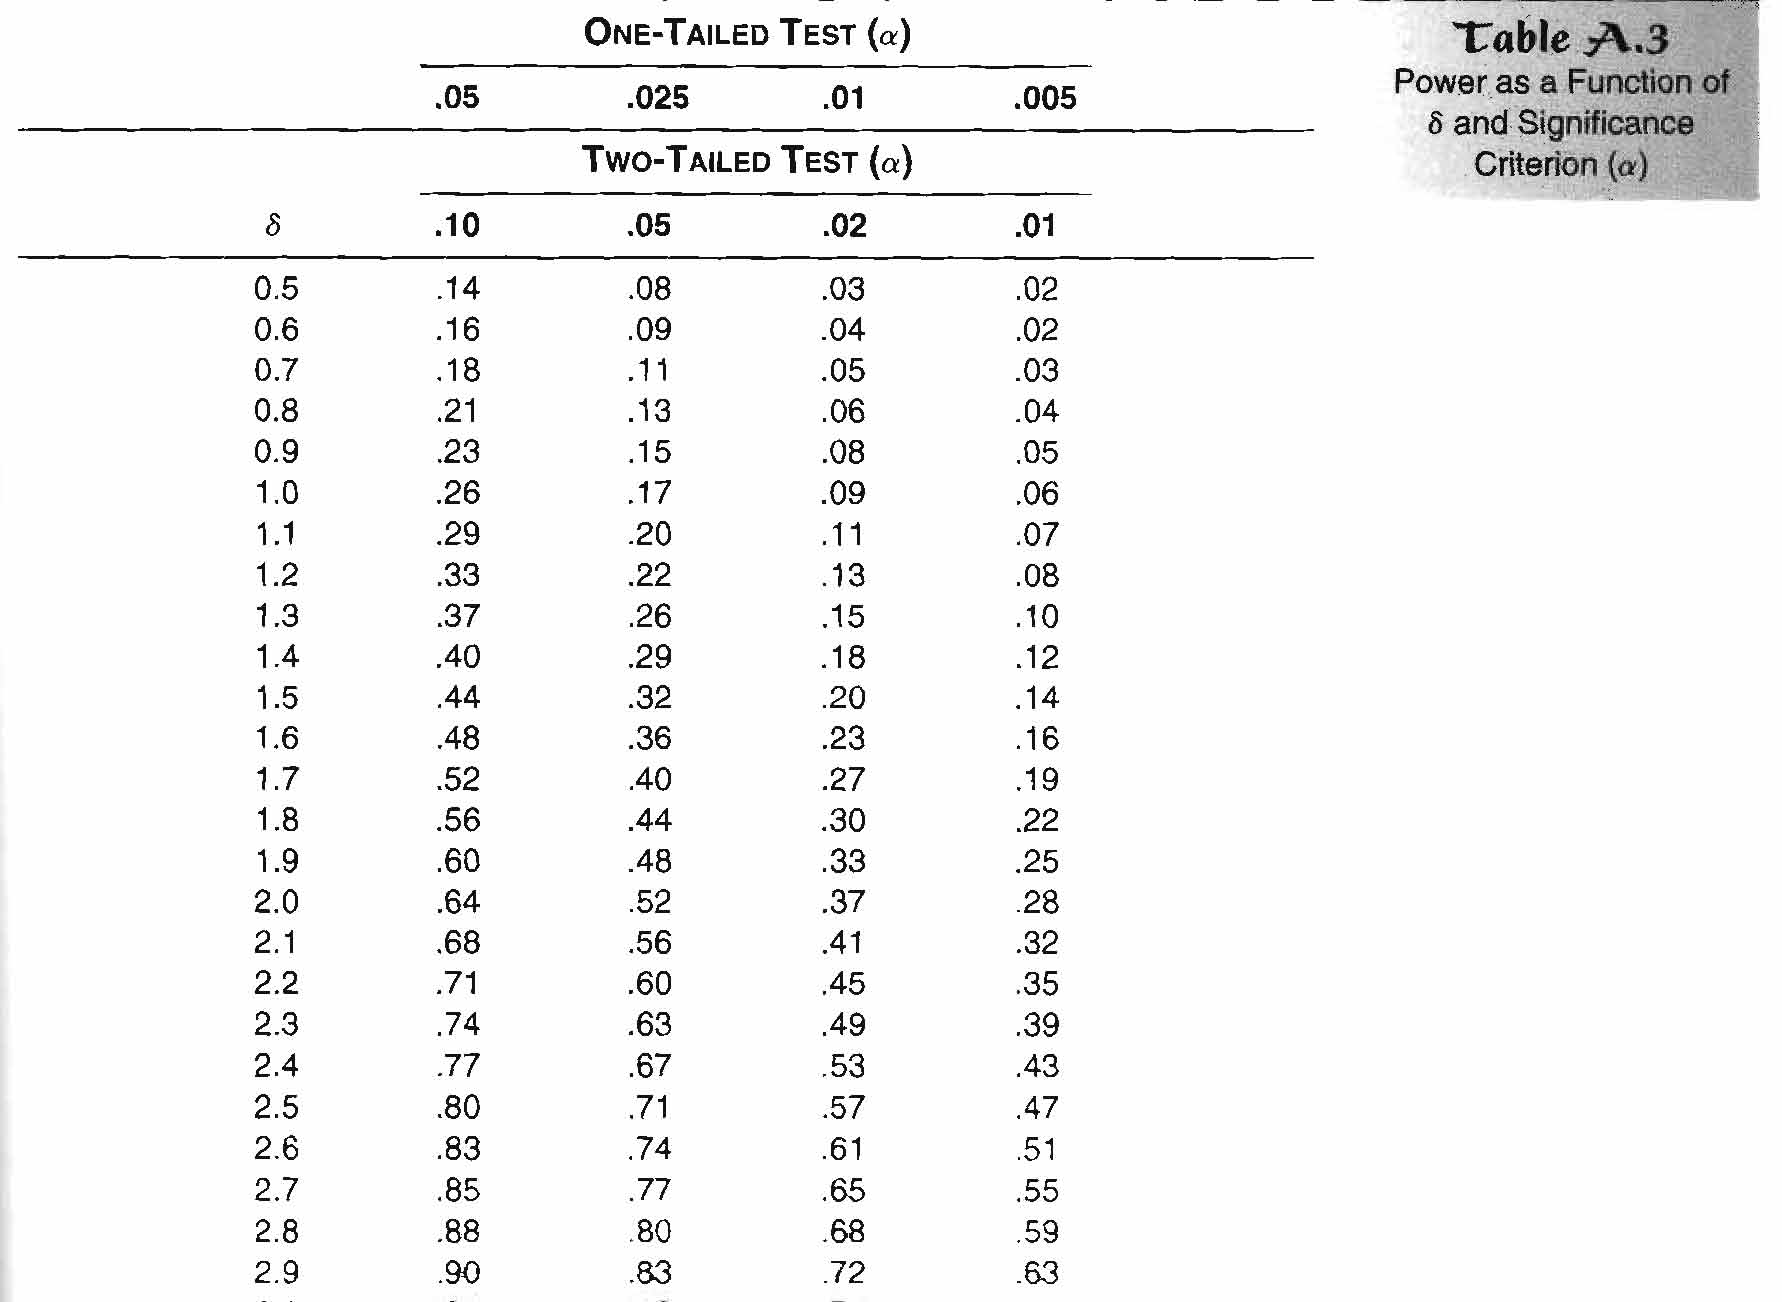 ONE-TAILED TEST (α)
.05 .025 .01 .005
TWO-TAILED TEST (α)
δ .10 .05 .02 .01
0.5 .14 .08 .03 .02
0.6 .16 .09 .04 .02
0.7 .18 .11 .05 .03
0.8 .21 .13 .06 .04
0.9 .23 .15 .08 .05
1.0 .26 .17 .09 .06
1.1 .29 .20 .11 .07
1.2 .33 .22 .13 .08
1.3 .37 .26 .15 .10
1.4 .40 .29 .18 .12
1.5 .44 .32 .20 .14
1.6 .48 .36 .23 .16
1.7 .52 .40 .27 .19
1.8 .56 .44 .30 .22
1.9 .60 .48 .33 .25
2.0 .64 .52 .37 .28
2.1 .68 .56 .41 .32
2.2 .71 .60 .45 .35
2.3 .74 .63 .49 .39
2.4 .77 .67 .53 .43
2.5 .80 .71 .57 .47
2.6 .83 .74 .61 .51
2.7 .85 .77 .65 .55
2.8 .88 .80 .68 .59
2.9 .90 .83 .72 .63
Table A.3
Power as a Function of
δ and Significance
Criterion (α)